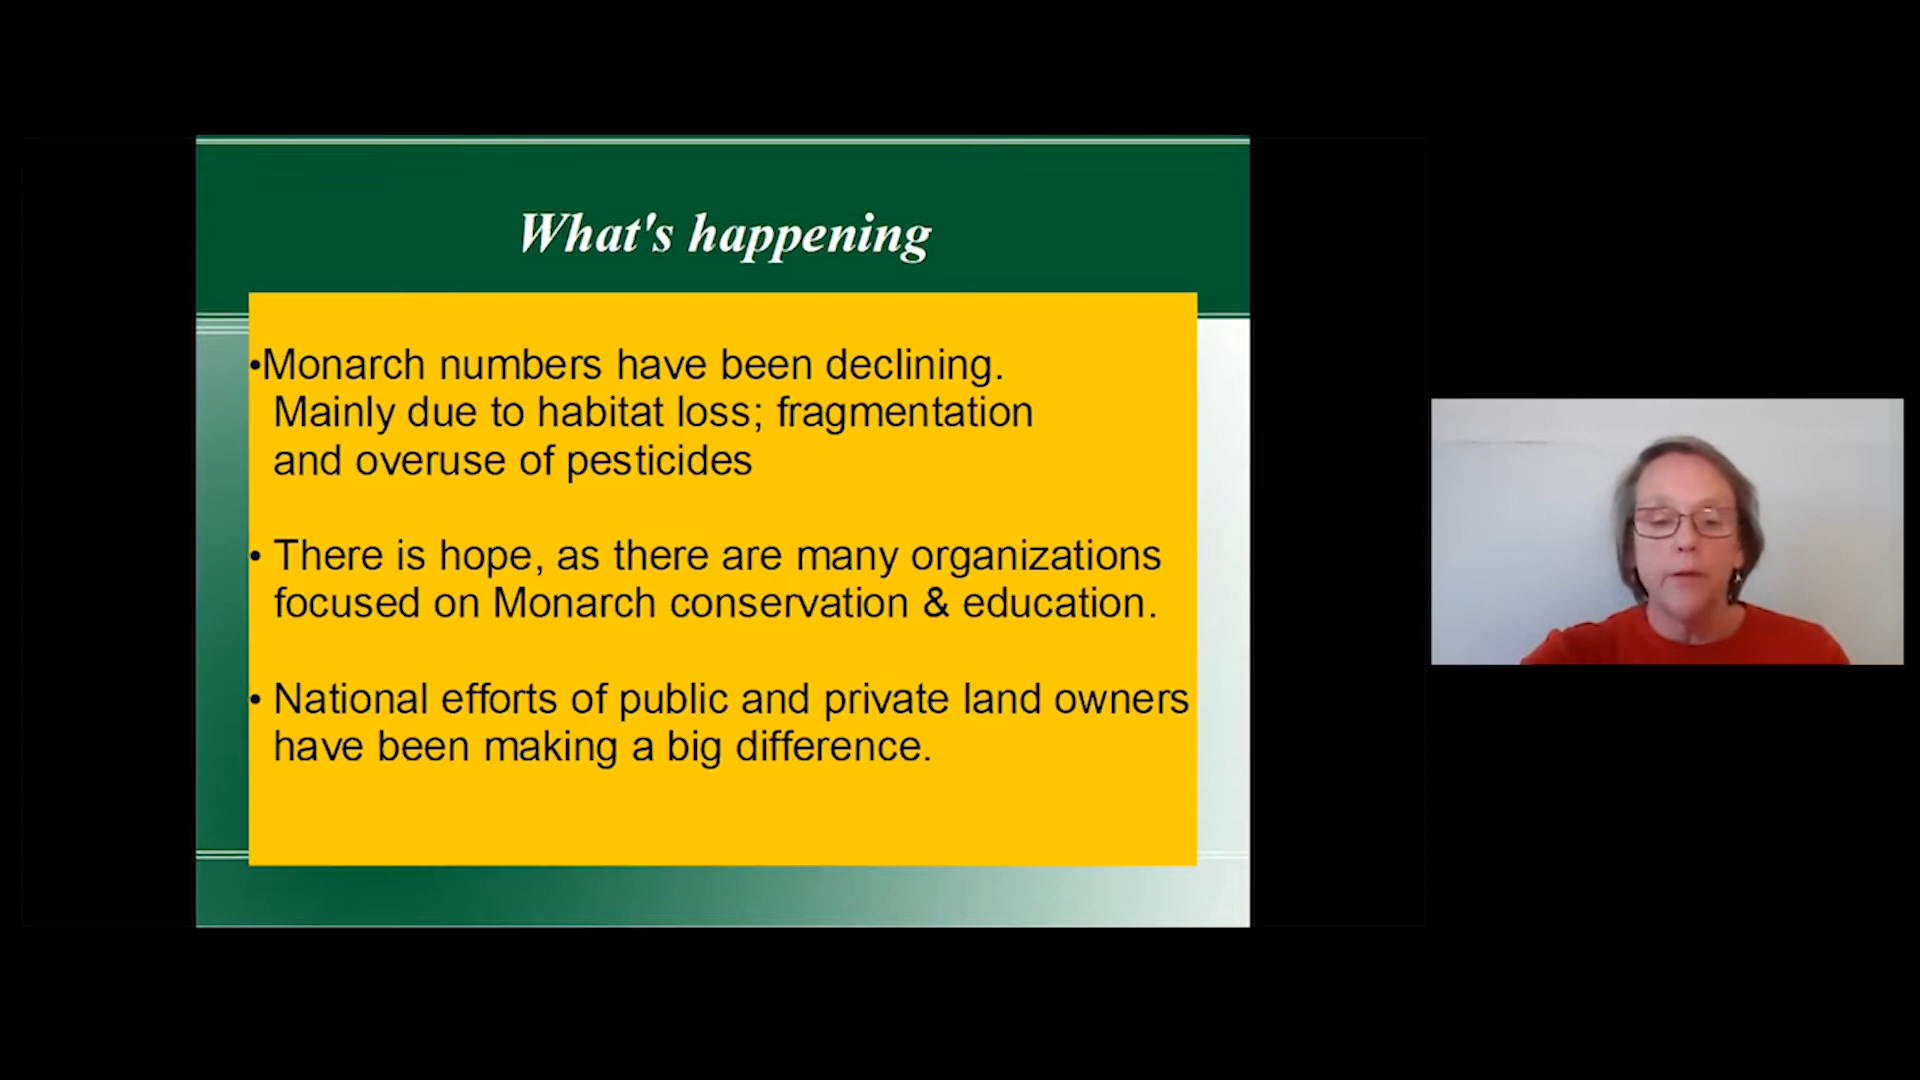 What's happening
•Monarch numbers have been declining.
Mainly due to habitat loss; fragmentation
and overuse of pesticides
• There is hope, as there are many organizations
focused on Monarch conservation & education.
• National efforts of public and private land owners
have been making a big difference.